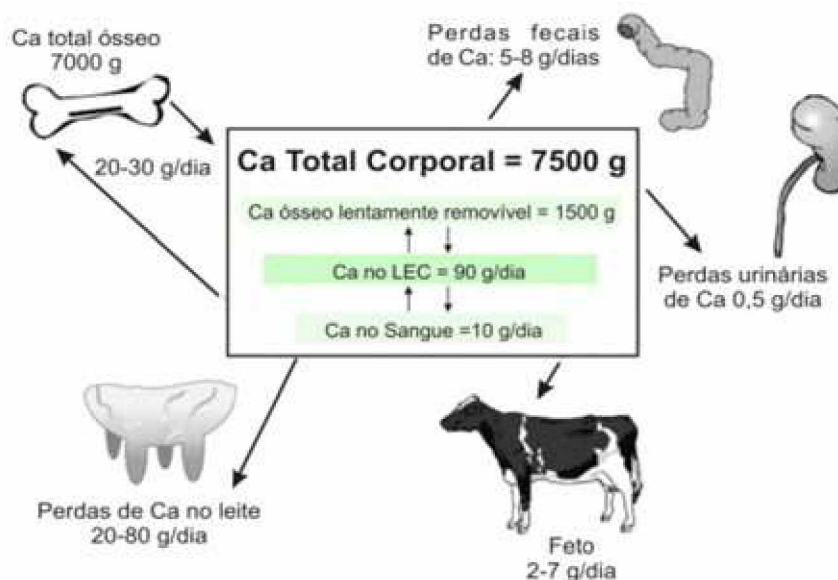 Ca total ósseo
7000 g
20-30 g/dia
Perdas fecais
de Ca: 5-8 g/dias
Ca Total Corporal = 7500 g
Ca ósseo lentamente removível = 1500 g
Ca no LEC = 90 g/dia
Ca no Sangue =10 g/dia
Perdas urinárias
de Ca 0,5 g/dia
Perdas de Ca no leite
20-80 g/dia
Feto
2-7 g/dia